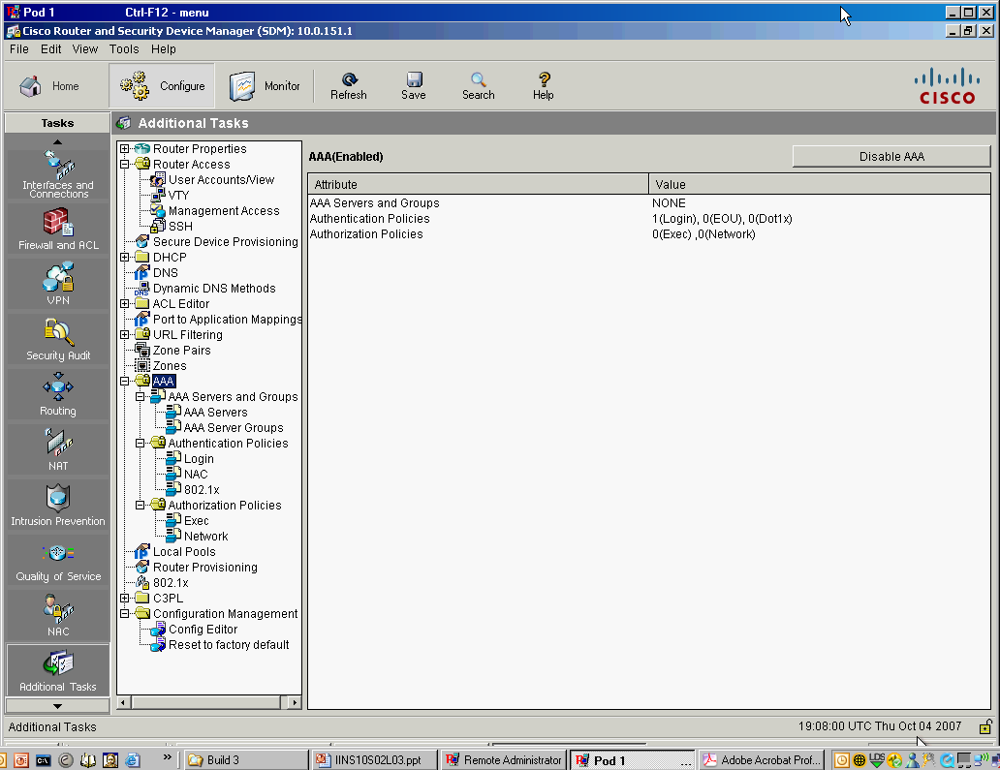 Pod 1 Ctrl-F12 - menu
Cisco Router and Security Device Manager (SDM): 10.0.151.1
File Edit View Tools Help
Home Configure Monitor Refresh Save Search Help
CISCO
Tasks
Interfaces and
Connections
Firewall and ACL
VPN
Security Audit
Routing
NAT
Intrusion Prevention
Quality of Service
NAC
Additional Tasks
Additional Tasks
Router Properties
Router Access
User Accounts/View
VTY
Management Access
SSH
Secure Device Provisioning
DHCP
DNS
DNS
Dynamic DNS Methods
ACL Editor
Port to Application Mappings
URL Filtering
Zone Pairs
Zones
AAA
AAA Servers and Groups
AAA Servers
AAA Server Groups
Authentication Policies
Login
NAC
802.1x
Authorization Policies
Exec
Network
Local Pools
Router Provisioning
802.1x
C3PL
Configuration Management
Config Editor
Reset to factory default
AAA(Enabled) Disable AAA
Attribute Value
AAA Servers and Groups NONE
Authentication Policies 1(Login), 0(EOU), 0(Dot1x)
Authorization Policies 0(Exec) ,0(Network)
Additional Tasks 19:08:00 UTC Thu Oct 04 2007
» Build 3 IINS10S02L03.ppt Remote Administrator Pod 1 ... Adobe Acrobat Prof... LDS